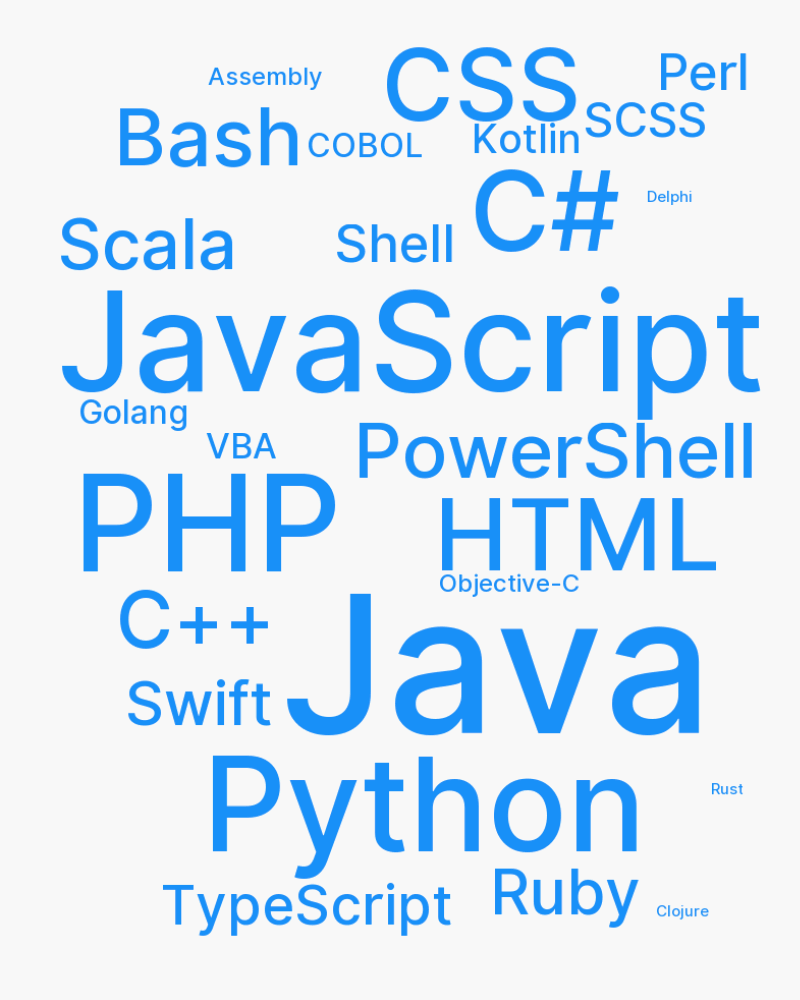 CSS
Perl
Assembly
SCSS
Bash
COBOL
Kotlin
C#
Delphi
Scala
Shell
JavaScript
Golang
VBA
PowerShell
PHP
HTML
Objective-C
C++
Java
Swift
Python
Rust
TypeScript
Ruby
Clojure